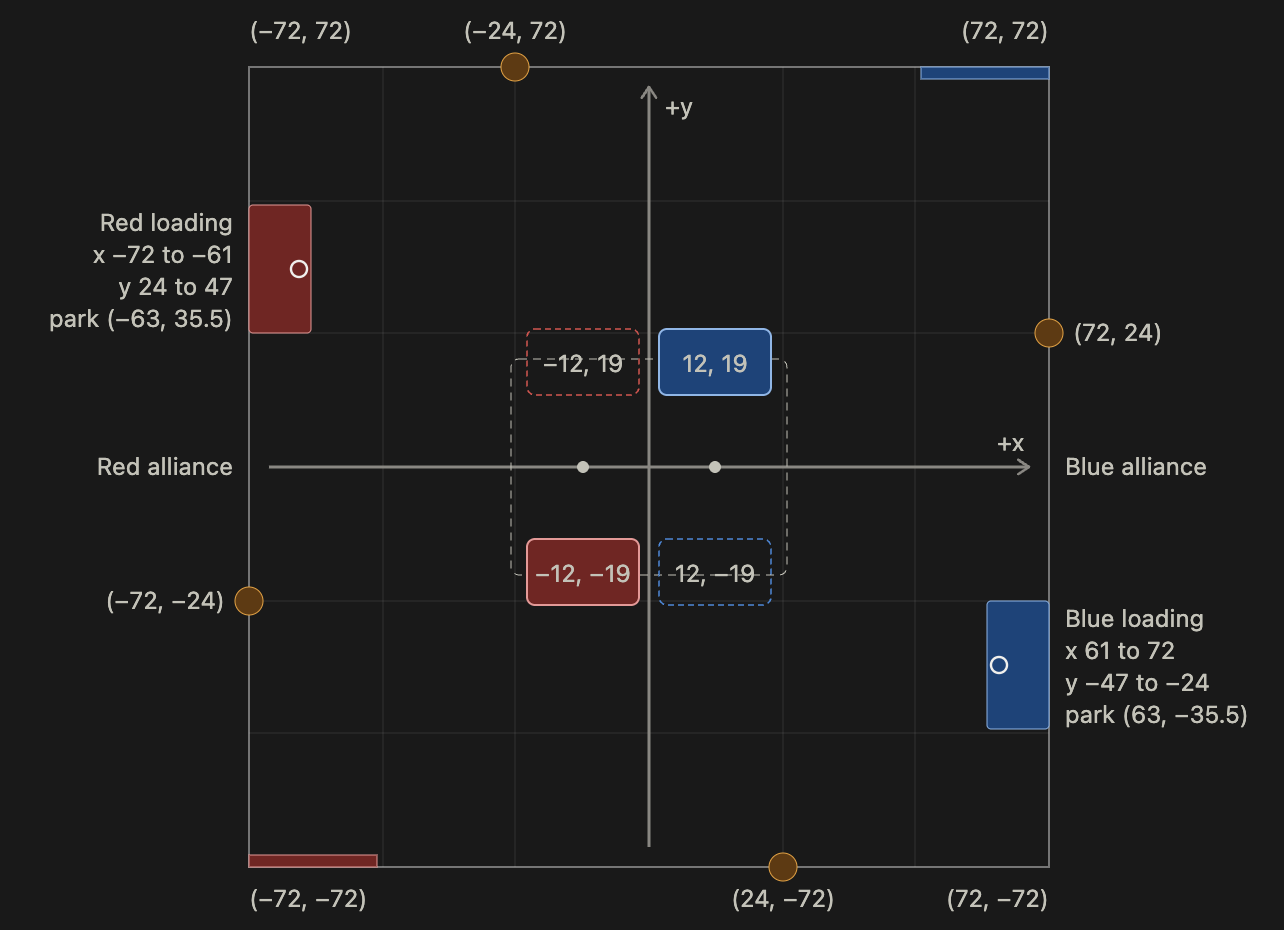 (−72, 72)
(−24, 72)
(72, 72)
+y
Red loading
x −72 to −61
y 24 to 47
park (−63, 35.5)
−12, 19
12, 19
(72, 24)
+x
Red alliance
Blue alliance
−12, −19
12, −19
(−72, −24)
Blue loading
x 61 to 72
y −47 to −24
park (63, −35.5)
(−72, −72)
(24, −72)
(72, −72)